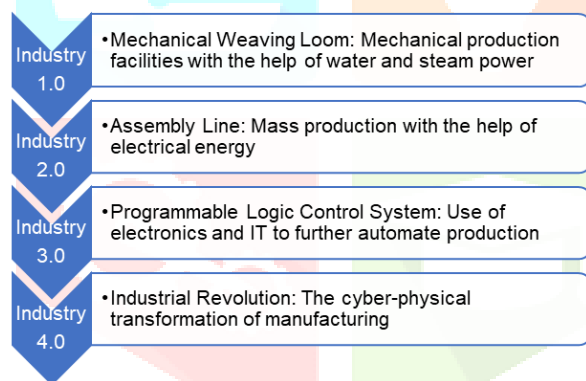 Industry
1.0
•Mechanical Weaving Loom: Mechanical production
facilities with the help of water and steam power
Industry
2.0
•Assembly Line: Mass production with the help of
electrical energy
Industry
3.0
•Programmable Logic Control System: Use of
electronics and IT to further automate production
Industry
4.0
•Industrial Revolution: The cyber-physical
transformation of manufacturing